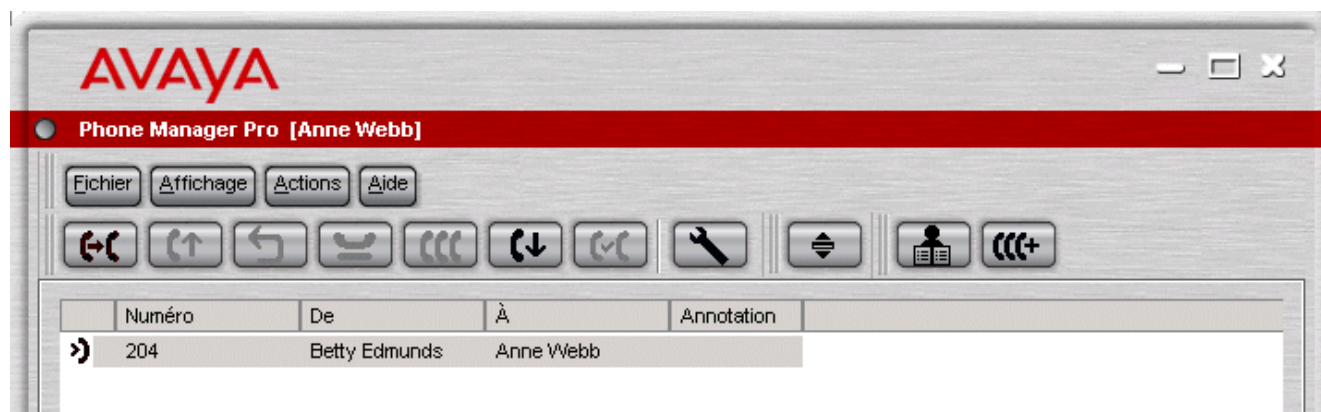 AVAYA
Phone Manager Pro [Anne Webb]
Fichier Affichage Actions Aide
Numéro De À Annotation
204 Betty Edmunds Anne Webb